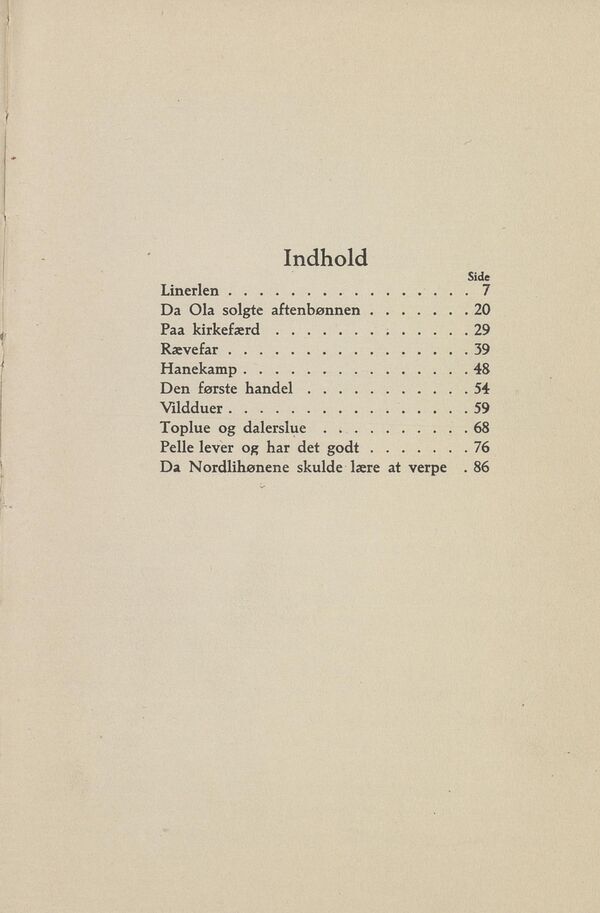 Indhold
Side
Linerlen . . . . . . . . . . . . . . . . 7
Da Ola solgte aftenbønnen . . . . . . . 20
Paa kirkefærd . . . . . . . . . . . . . 29
Rævefar . . . . . . . . . . . . . . . . 39
Hanekamp . . . . . . . . . . . . . . . 48
Den første handel . . . . . . . . . . . 54
Vildduer . . . . . . . . . . . . . . . . 59
Toplue og dalerslue . . . . . . . . . . 68
Pelle lever og har det godt . . . . . . . 76
Da Nordlihønene skulde lære at verpe . 86